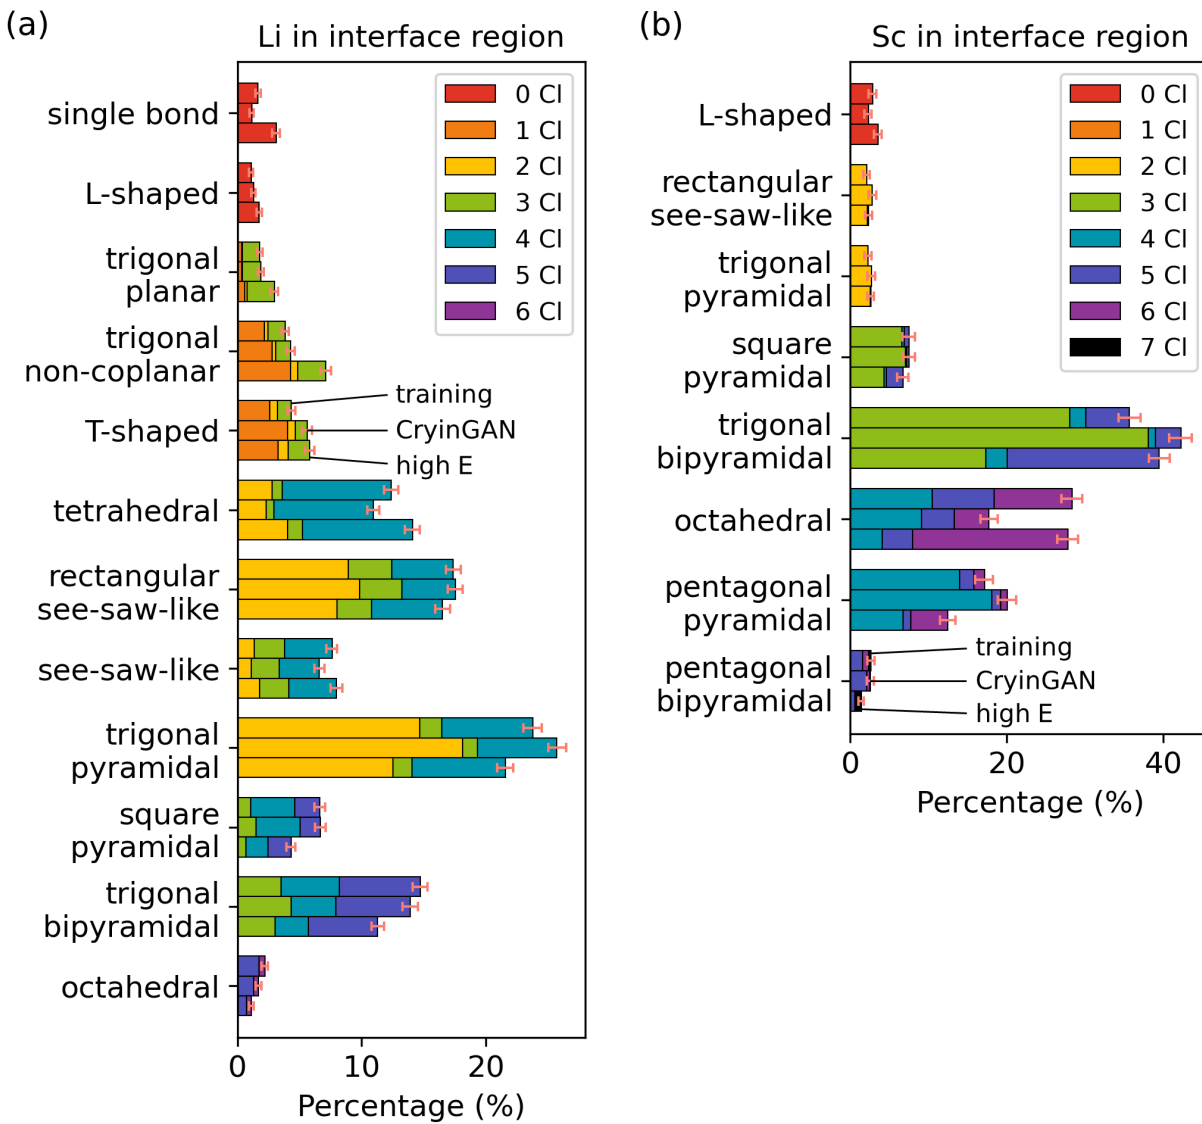 (a)
Li in interface region
single bond
L-shaped
trigonal
planar
trigonal
non-coplanar
T-shaped
tetrahedral
rectangular
see-saw-like
see-saw-like
trigonal
pyramidal
square
pyramidal
trigonal
bipyramidal
octahedral
0 Cl
1 Cl
2 Cl
3 Cl
4 Cl
5 Cl
6 Cl
training
CryinGAN
high E
0
10
20
Percentage (%)
(b)
Sc in interface region
L-shaped
rectangular
see-saw-like
trigonal
pyramidal
square
pyramidal
trigonal
bipyramidal
octahedral
pentagonal
pyramidal
pentagonal
bipyramidal
0 Cl
1 Cl
2 Cl
3 Cl
4 Cl
5 Cl
6 Cl
7 Cl
training
CryinGAN
high E
0
20
40
Percentage (%)